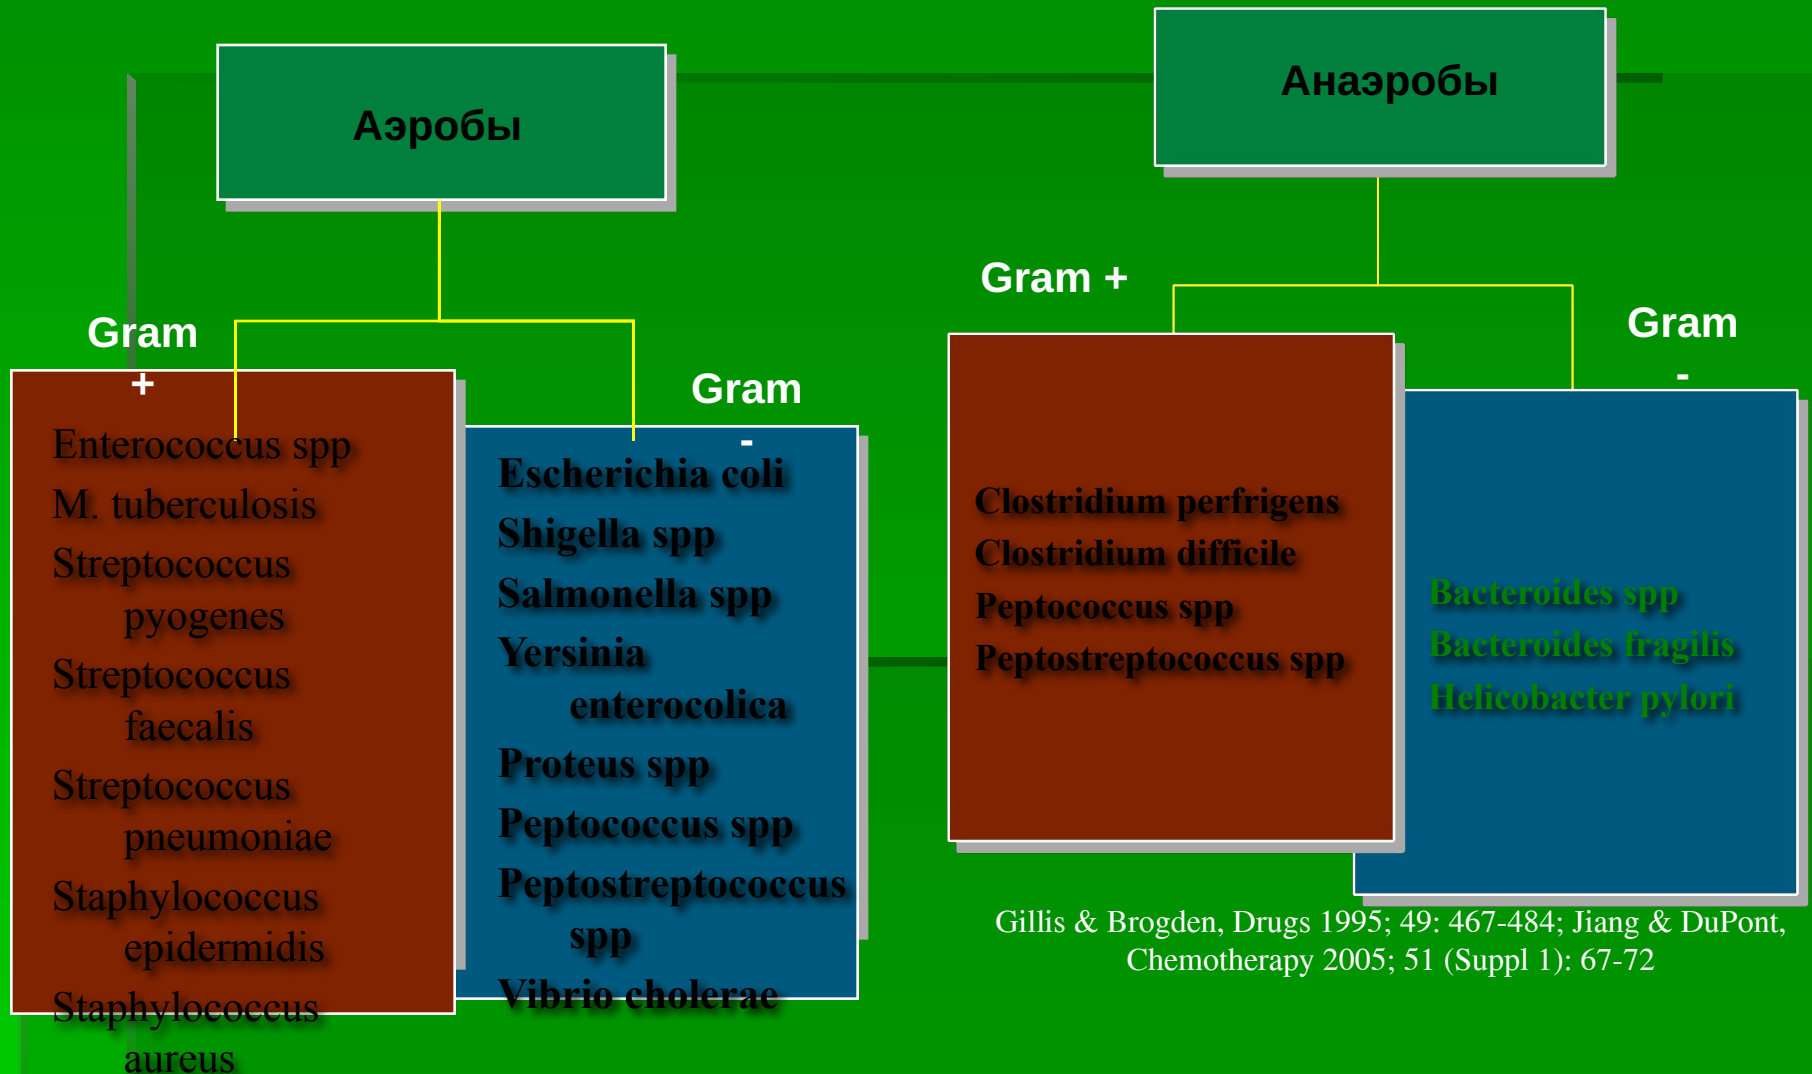 Аэробы
Gram
+
Enterococcus spp
M. tuberculosis
Streptococcus
pyogenes
Streptococcus
faecalis
Streptococcus
pneumoniae
Staphylococcus
epidermidis
Staphylococcus
aureus
Gram
-
Escherichia coli
Shigella spp
Salmonella spp
Yersinia
enterocolica
Proteus spp
Peptococcus spp
Peptostreptococcus
spp
Vibrio cholerae
Анаэробы
Gram +
Clostridium perfrigens
Clostridium difficile
Peptococcus spp
Peptostreptococcus spp
Gram
-
Bacteroides spp
Bacteroides fragilis
Helicobacter pylori
Gillis & Brogden, Drugs 1995; 49: 467-484; Jiang & DuPont,
Chemotherapy 2005; 51 (Suppl 1): 67-72